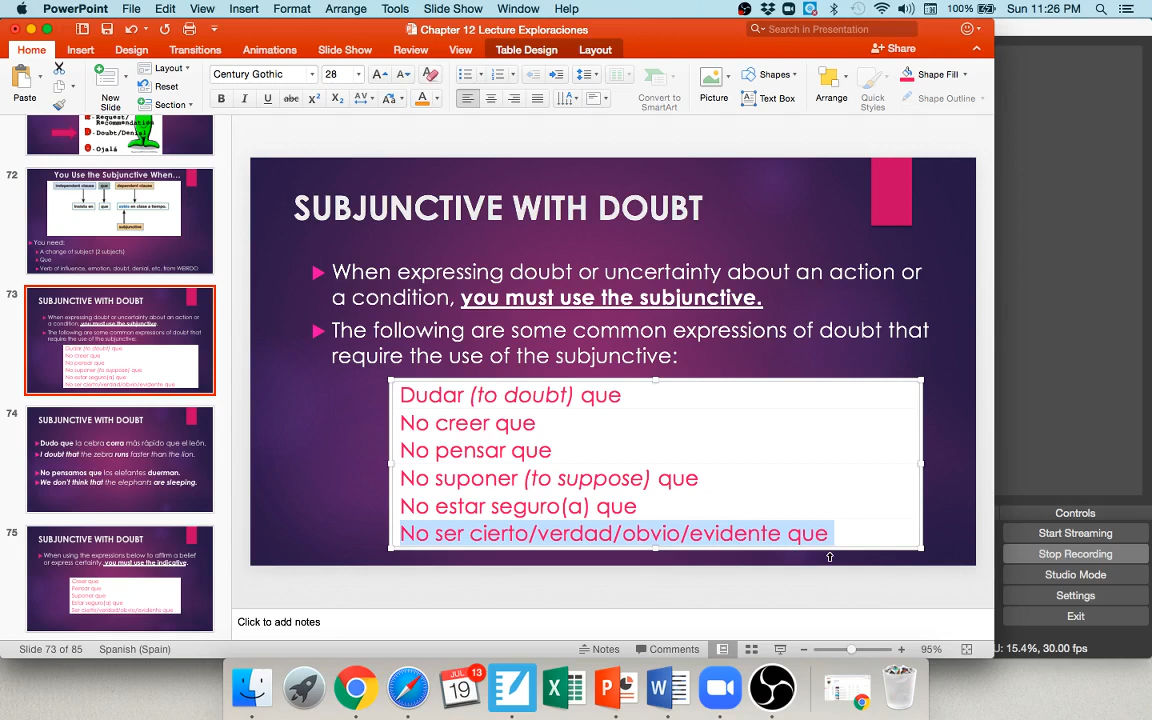 PowerPoint File Edit View Insert Format Arrange Tools Slide Show Window Help 100% Sun 11:26 PM
Chapter 12 Lecture Exploraciones
Search in Presentation
Home Insert Design Transitions Animations Slide Show Review View Table Design Layout
Share
Paste
New
Slide
Layout
Reset
Section
Century Gothic 28
B I U abc X² X₂ AV Aa A
Convert to
SmartArt
Picture
Shapes
Text Box
Arrange
Quick
Styles
Shape Fill
Shape Outline
Request/
Recommendation
D - Doubt/Denial
O - Ojalá
72
You Use the Subjunctive When...
independent clause que dependent clause
subjunctive
You need:
A change of subject (2 subjects)
Que
Verb of influence, emotion, doubt, denial, etc. from WEIRDO
73
SUBJUNCTIVE WITH DOUBT
When expressing doubt or uncertainty about an action or
a condition, you must use the subjunctive.
The following are some common expressions of doubt that
require the use of the subjunctive:
Dudar (to doubt) que
No creer que
No pensar que
No suponer (to suppose) que
No estar seguro(a) que
No ser cierto/verdad/obvio/evidente que
74
SUBJUNCTIVE WITH DOUBT
Dudo que la cebra corra más rápido que el león.
I doubt that the zebra runs faster than the lion.
No pensamos que los elefantes duerman.
We don't think that the elephants are sleeping.
75
SUBJUNCTIVE WITH DOUBT
When using the expressions below to affirm a belief
or express certainty, you must use the indicative.
Creer que
Pensar que
Suponer que
Estar seguro(a) que
Ser cierto/verdad/obvio/evidente que
SUBJUNCTIVE WITH DOUBT
When expressing doubt or uncertainty about an action or
a condition, you must use the subjunctive.
The following are some common expressions of doubt that
require the use of the subjunctive:
Dudar (to doubt) que
No creer que
No pensar que
No suponer (to suppose) que
No estar seguro(a) que
No ser cierto/verdad/obvio/evidente que
Click to add notes
Slide 73 of 85 Spanish (Spain) Notes Comments 95%
Controls
Start Streaming
Stop Recording
Studio Mode
Settings
Exit
U: 15.4%, 30.00 fps
JUL 19
13